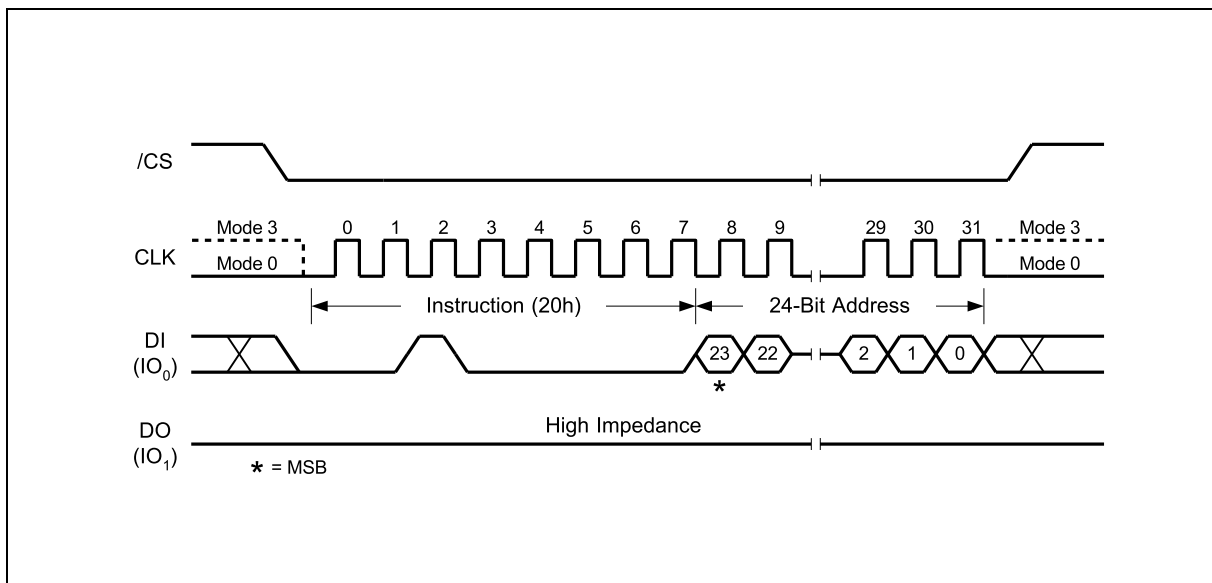 /CS
Mode 3
0 1 2 3 4 5 6 7 8 9 29 30 31
Mode 3
CLK
Mode 0
Mode 0
Instruction (20h)
24-Bit Address
DI
(IO₀)
23 22 2 1 0
*
High Impedance
DO
(IO₁)
* = MSB